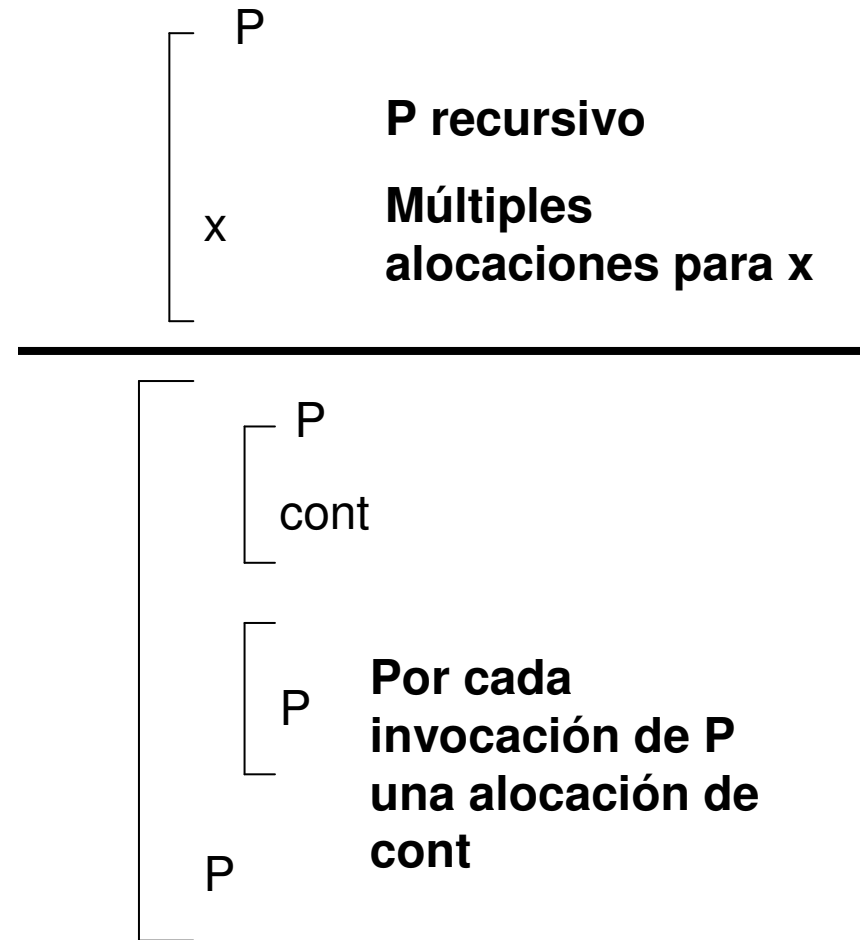 P
P recursivo
Múltiples
x
alocaciones para x
P
cont
Por cada
P
invocación de P
una alocación de
cont
P